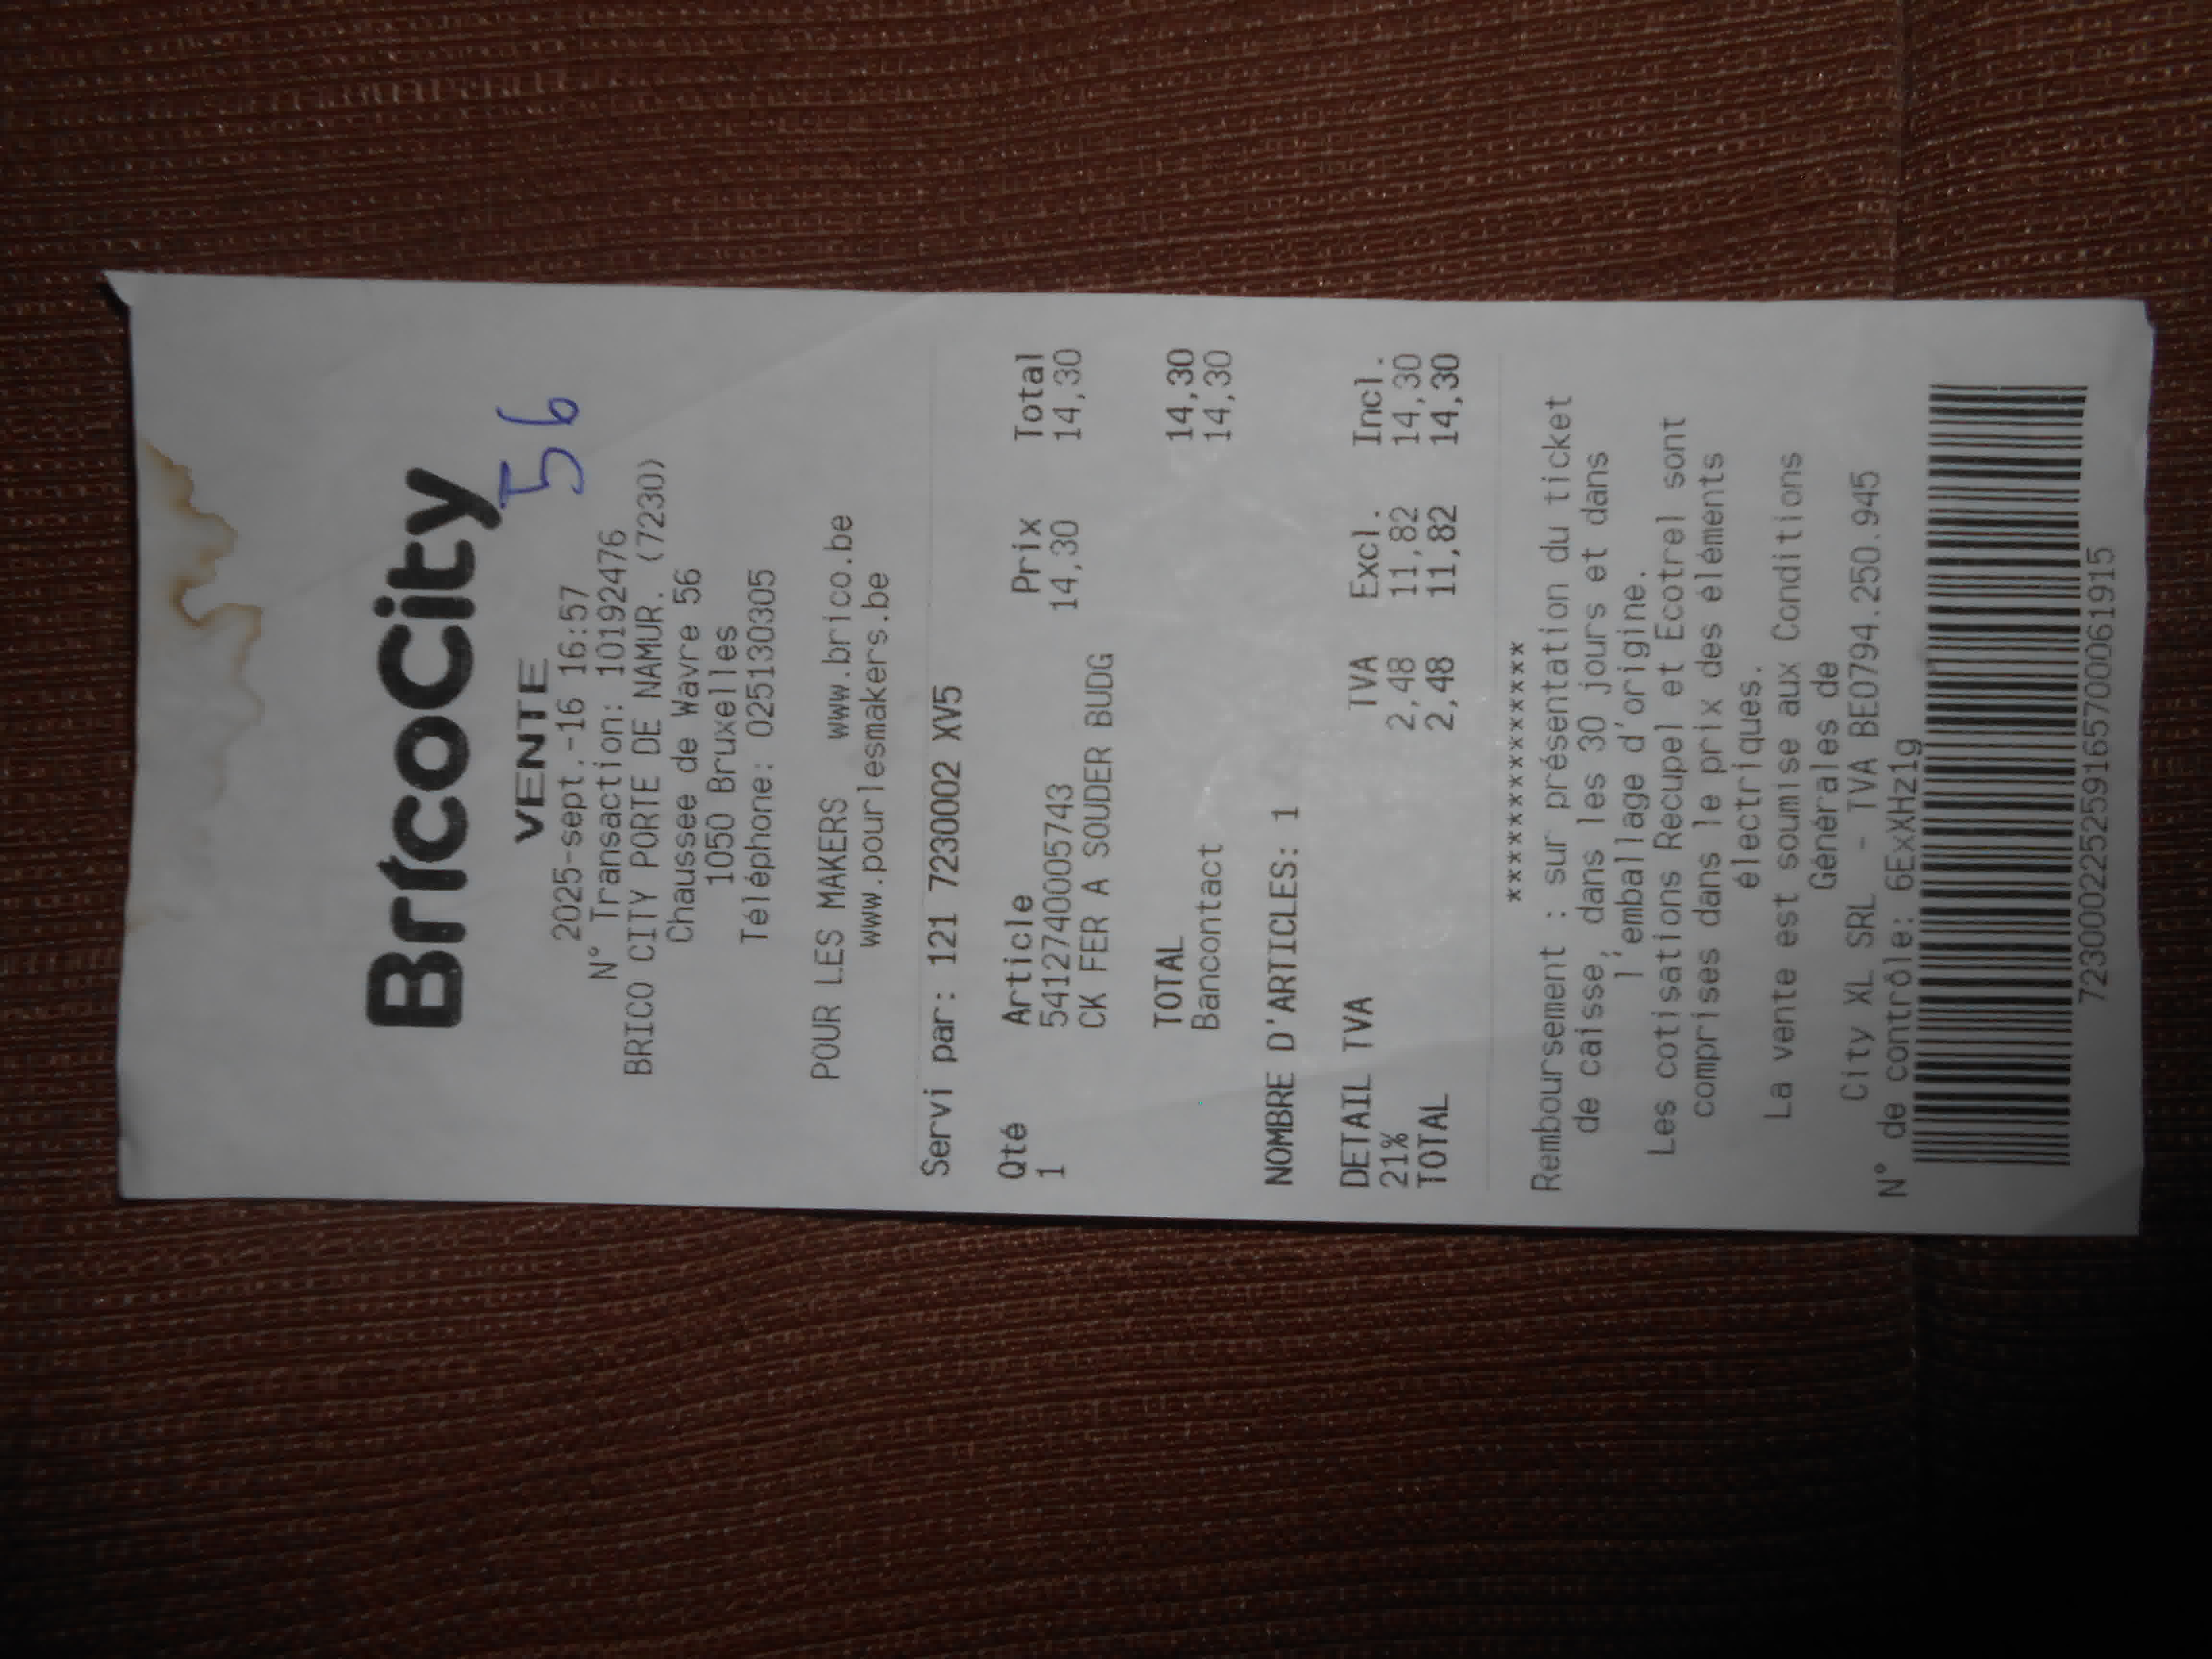 BricoCity
56
VENTE
2025-sept.-16 16:57
N° Transaction: 101924​76
BRICO CITY PORTE DE NAMUR. (7230)
Chaussee de Wavre 56
1050 Bruxelles
Téléphone: 025130305
POUR LES MAKERS www.brico.be
www.pourlesmakers.be
Servi par: 121 7230002 XV5
Qté Article Prix Total
1 5412740005743 14,30 14,30
CK FER A SOUDER BUDG
TOTAL 14,30
Bancontact 14,30
NOMBRE D'ARTICLES: 1
DETAIL TVA TVA Excl. Incl.
21% 2,48 11,82 14,30
TOTAL 2,48 11,82 14,30
****************
Remboursement : sur présentation du ticket
de caisse, dans les 30 jours et dans
l'emballage d'origine.
Les cotisations Recupel et Ecotrel sont
comprises dans le prix des éléments
électriques.
La vente est soumise aux Conditions
Générales de
City XL SRL - TVA BE0794.250.945
N° de contrôle: 6ExXHz1g
72300022525916570006​1915